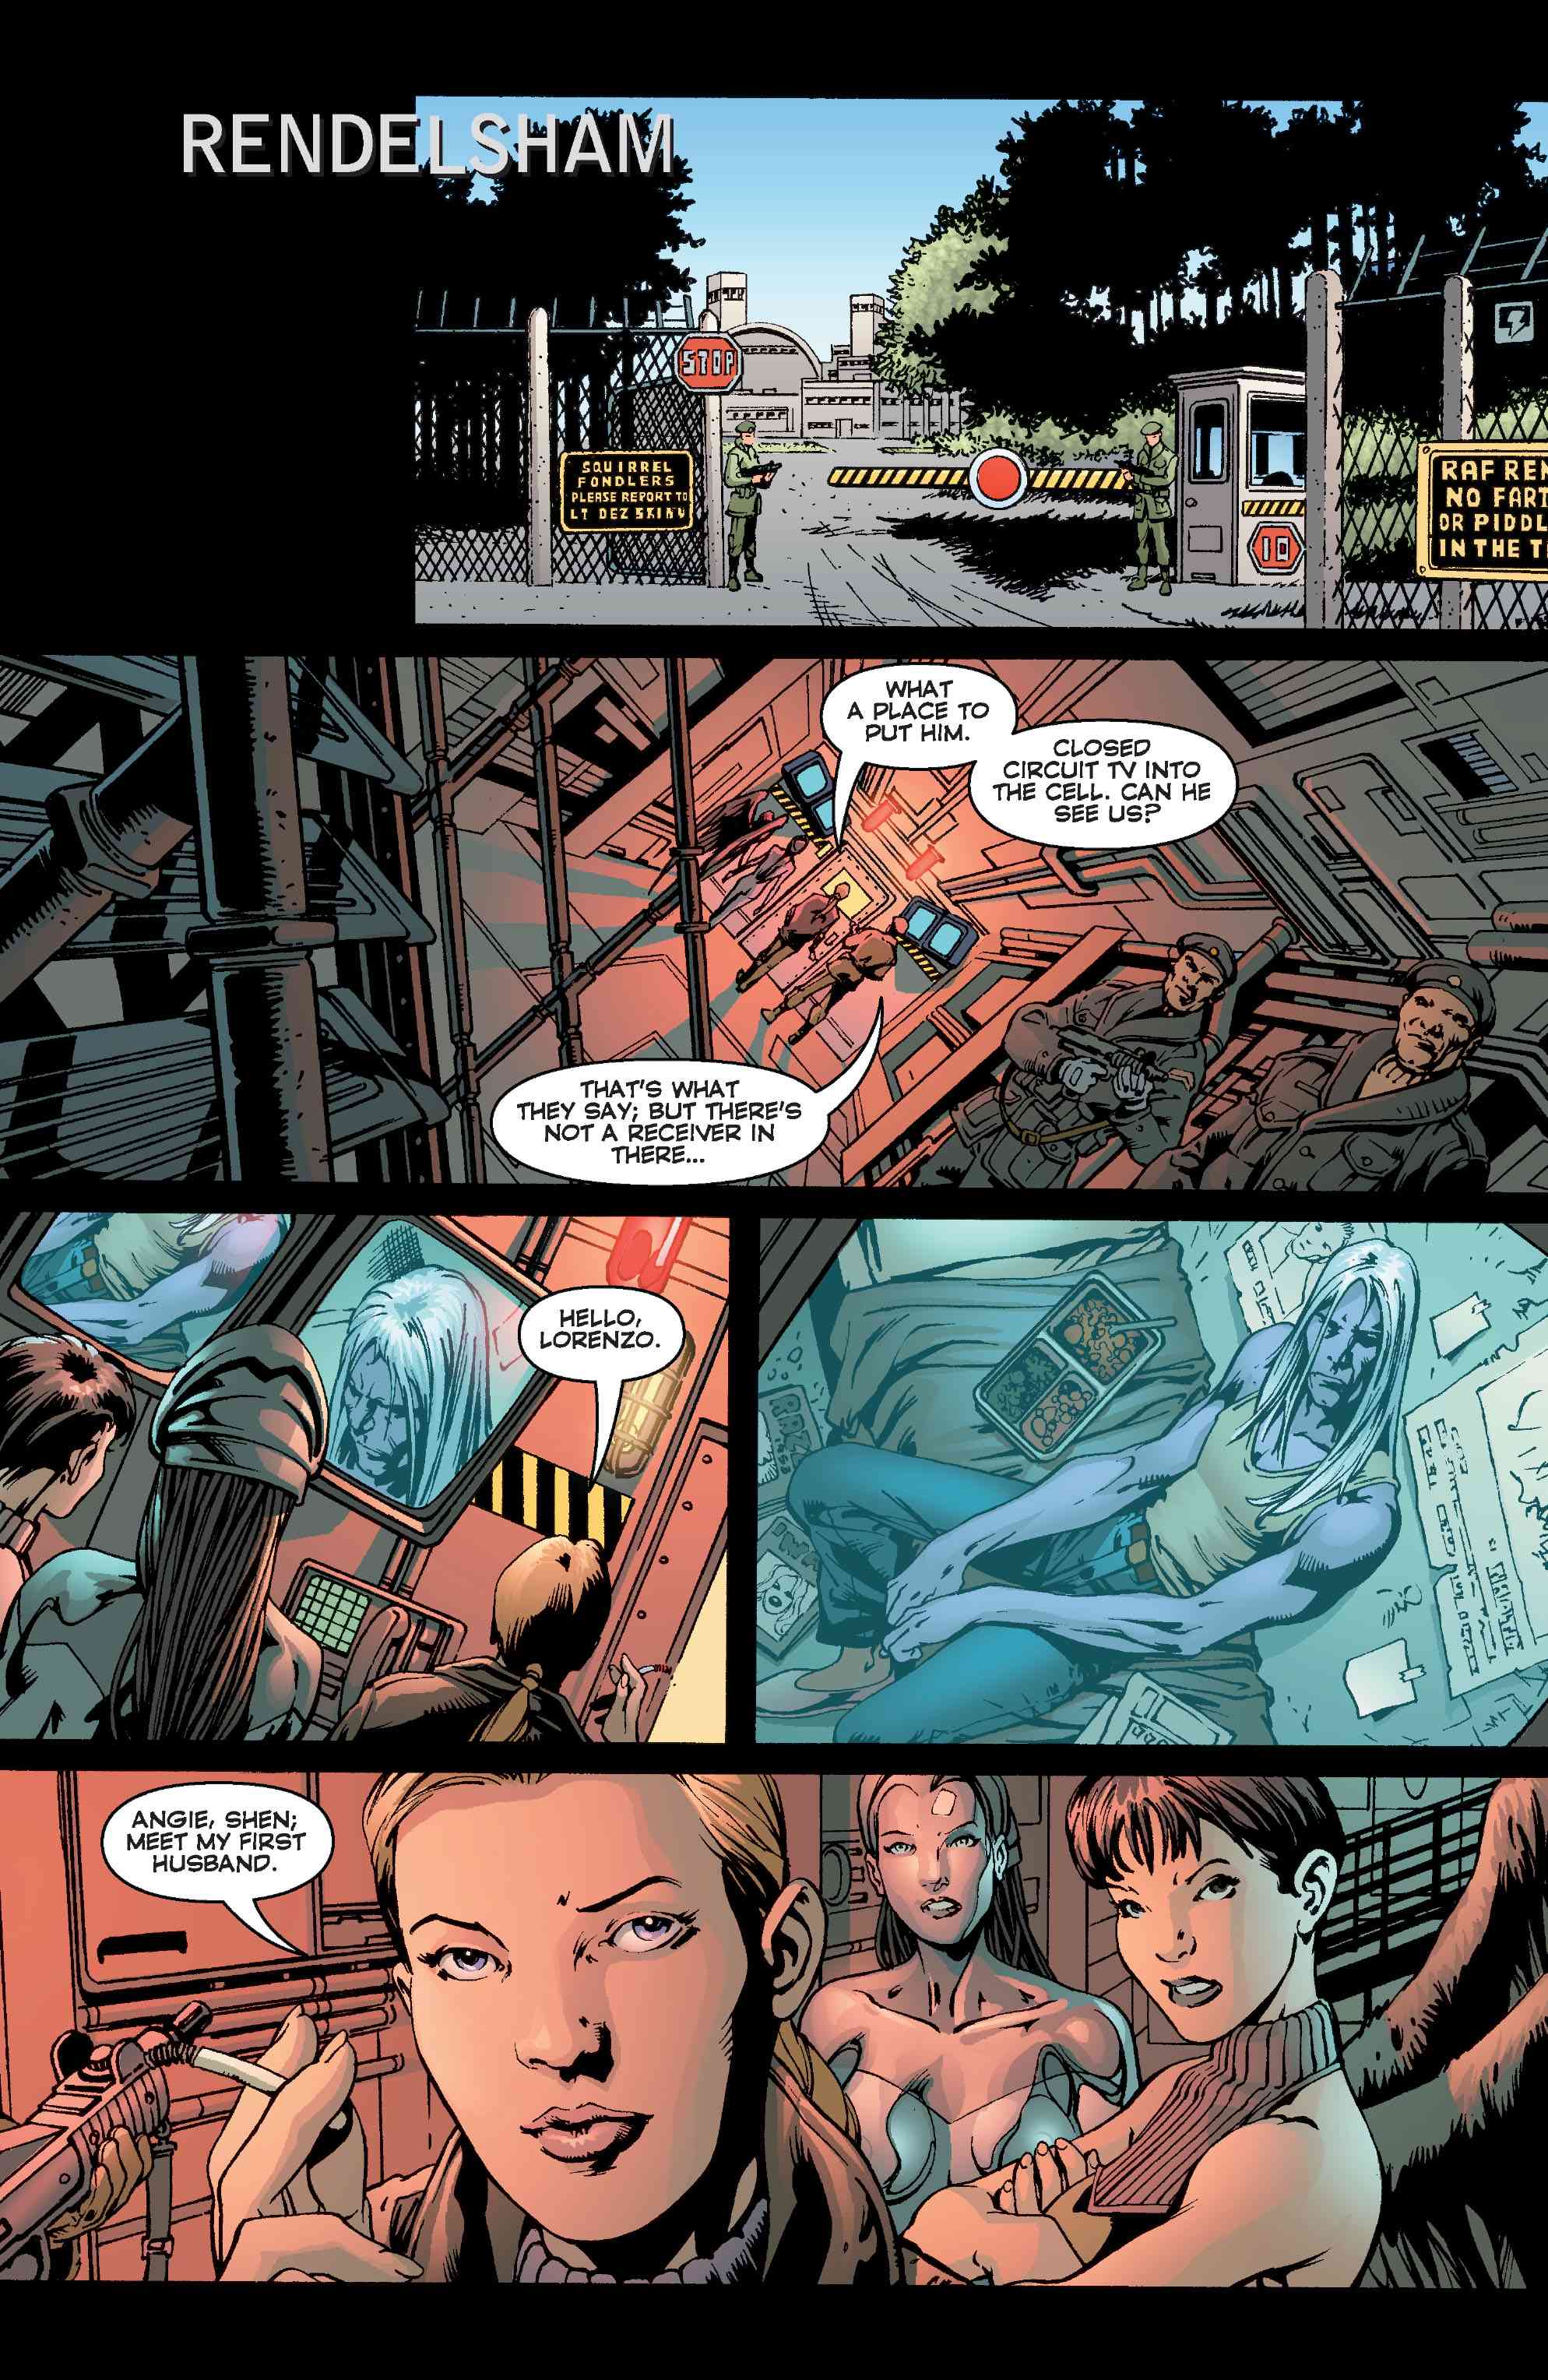 RENDELSHAM
STOP
SQUIRREL
FONDLERS
PLEASE REPORT TO
LT DEZ SKINN
10
RAF REN
NO FART
OR PIDDL
IN THE T
WHAT
A PLACE TO
PUT HIM.
CLOSED
CIRCUIT TV INTO
THE CELL. CAN HE
SEE US?
THAT'S WHAT
THEY SAY; BUT THERE'S
NOT A RECEIVER IN
THERE...
HELLO,
LORENZO.
ANGIE, SHEN;
MEET MY FIRST
HUSBAND.